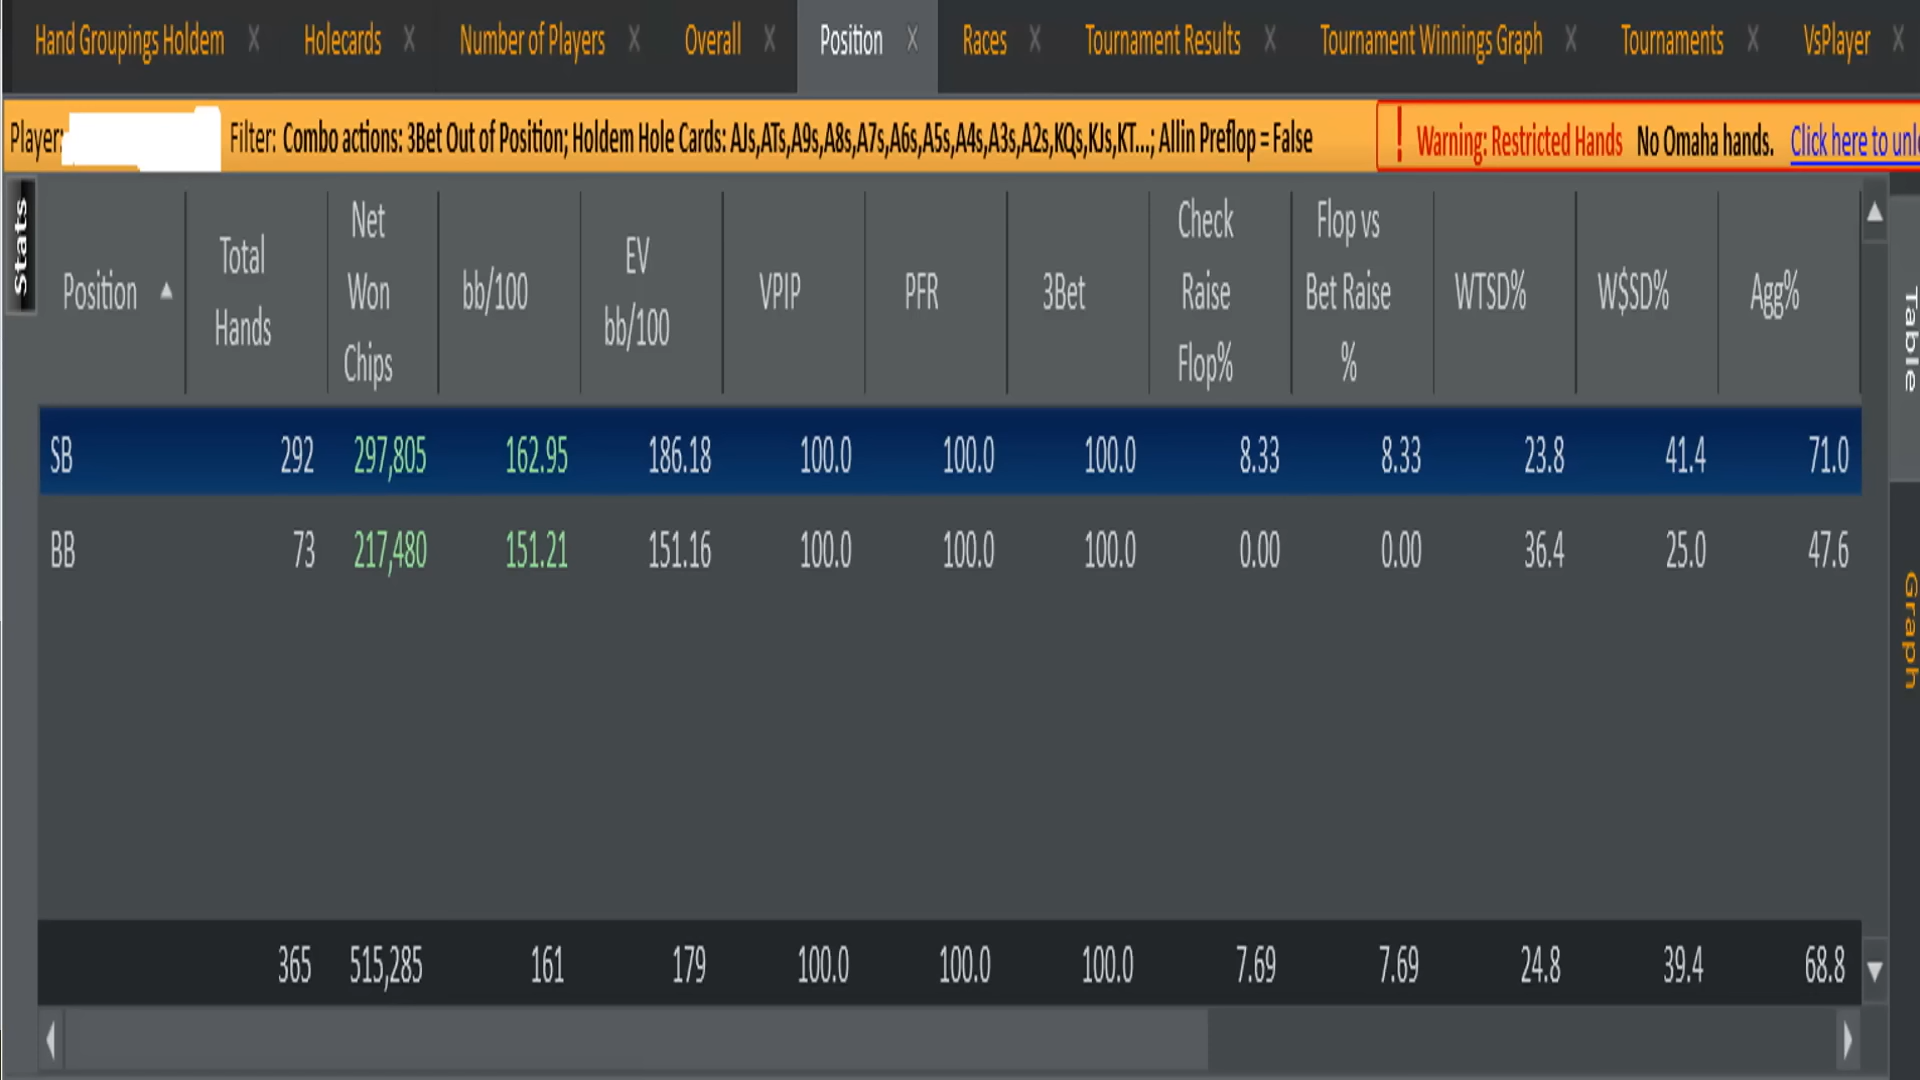 Hand Groupings Holdem X Holecards X Number of Players X Overall X Position X Races X Tournament Results X Tournament Winnings Graph X Tournaments X VsPlayer X
Player: Filter: Combo actions: 3Bet Out of Position; Holdem Hole Cards: AJs,ATs,A9s,A8s,A7s,A6s,A5s,A4s,A3s,A2s,KQs,KJs,KT...; Allin Preflop = False ! Warning: Restricted Hands No Omaha hands. Click here to unlo
Stats
Position
Total
Hands
Net
Won
Chips
bb/100
EV
bb/100
VPIP
PFR
3Bet
Check
Raise
Flop%
Flop vs
Bet Raise
%
WTSD%
W$SD%
Agg%
SB 292 297,805 162.95 186.18 100.0 100.0 100.0 8.33 8.33 23.8 41.4 71.0
BB 73 217,480 151.21 151.16 100.0 100.0 100.0 0.00 0.00 36.4 25.0 47.6
365 515,285 161 179 100.0 100.0 100.0 7.69 7.69 24.8 39.4 68.8
Table
Graph